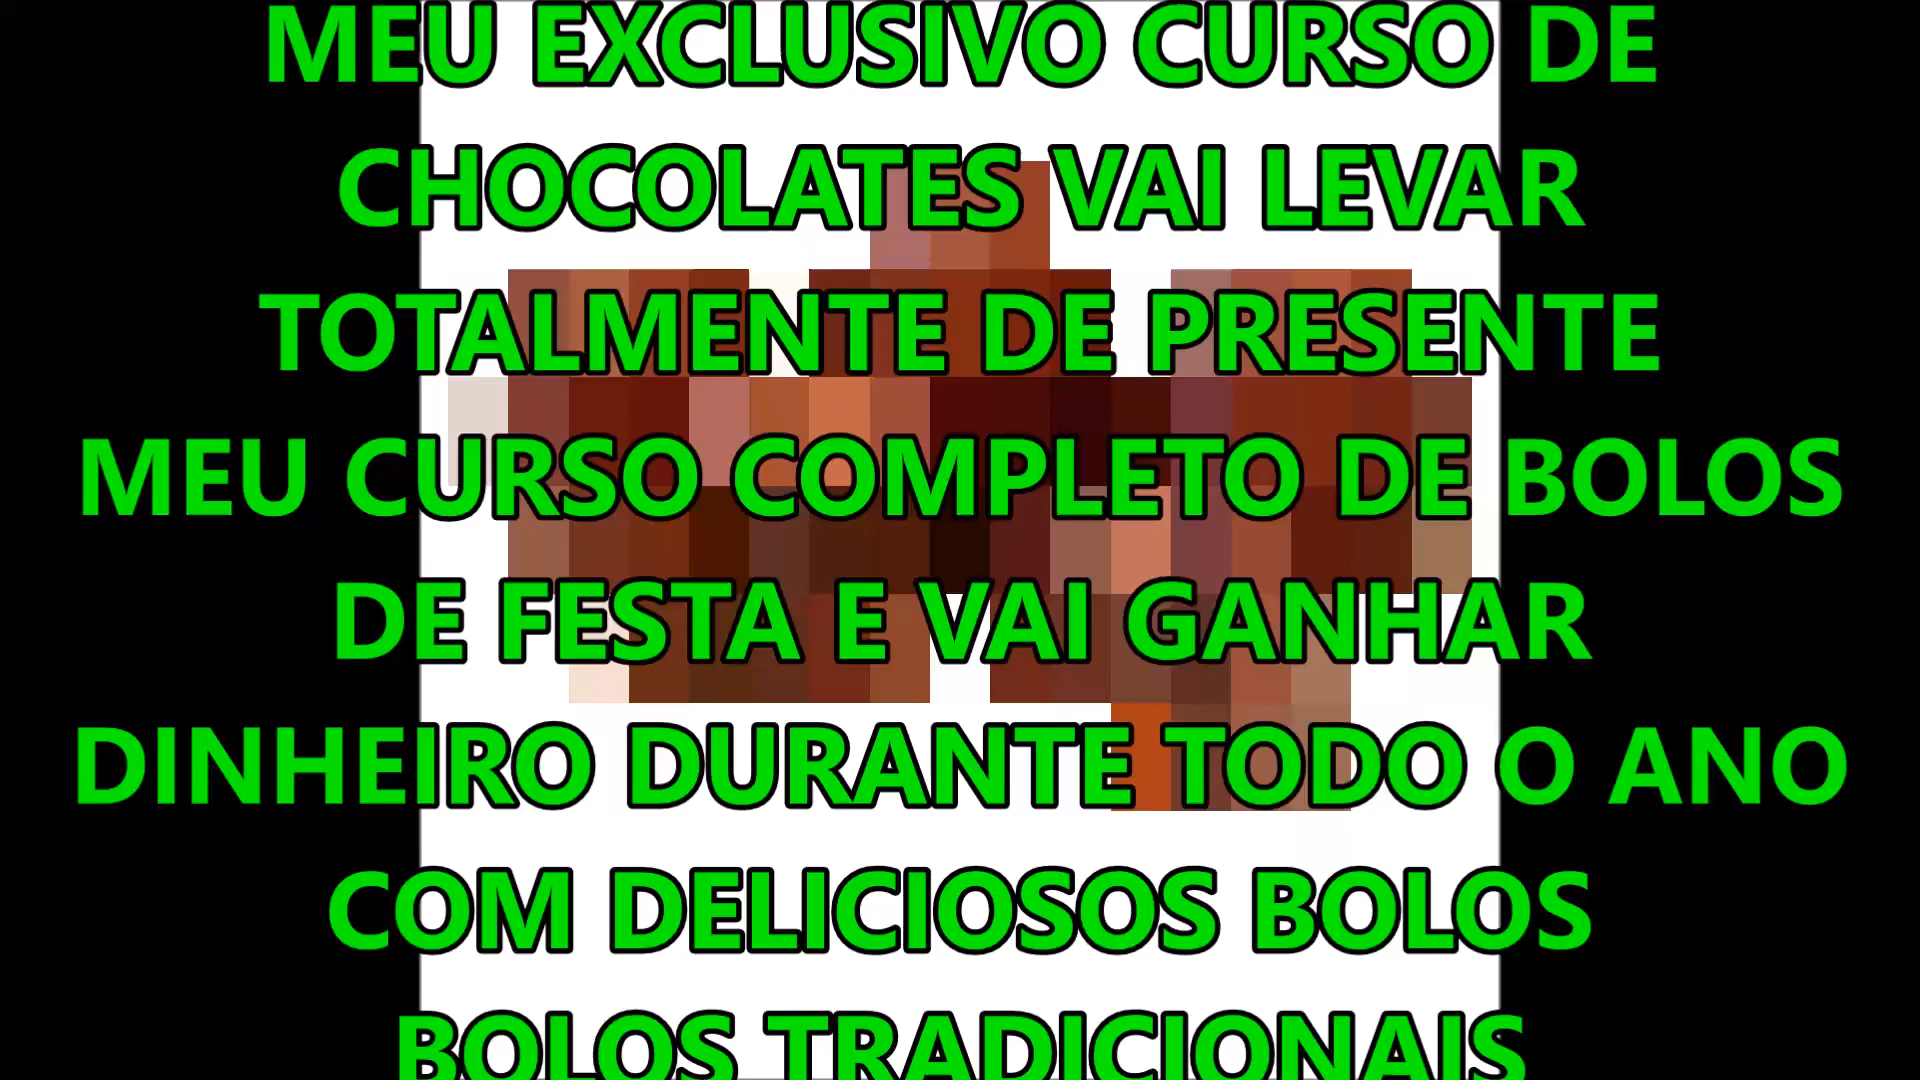 MEU EXCLUSIVO CURSO DE
CHOCOLATES VAI LEVAR
TOTALMENTE DE PRESENTE
MEU CURSO COMPLETO DE BOLOS
DE FESTA E VAI GANHAR
DINHEIRO DURANTE TODO O ANO
COM DELICIOSOS BOLOS
BOLOS TRADICIONAIS